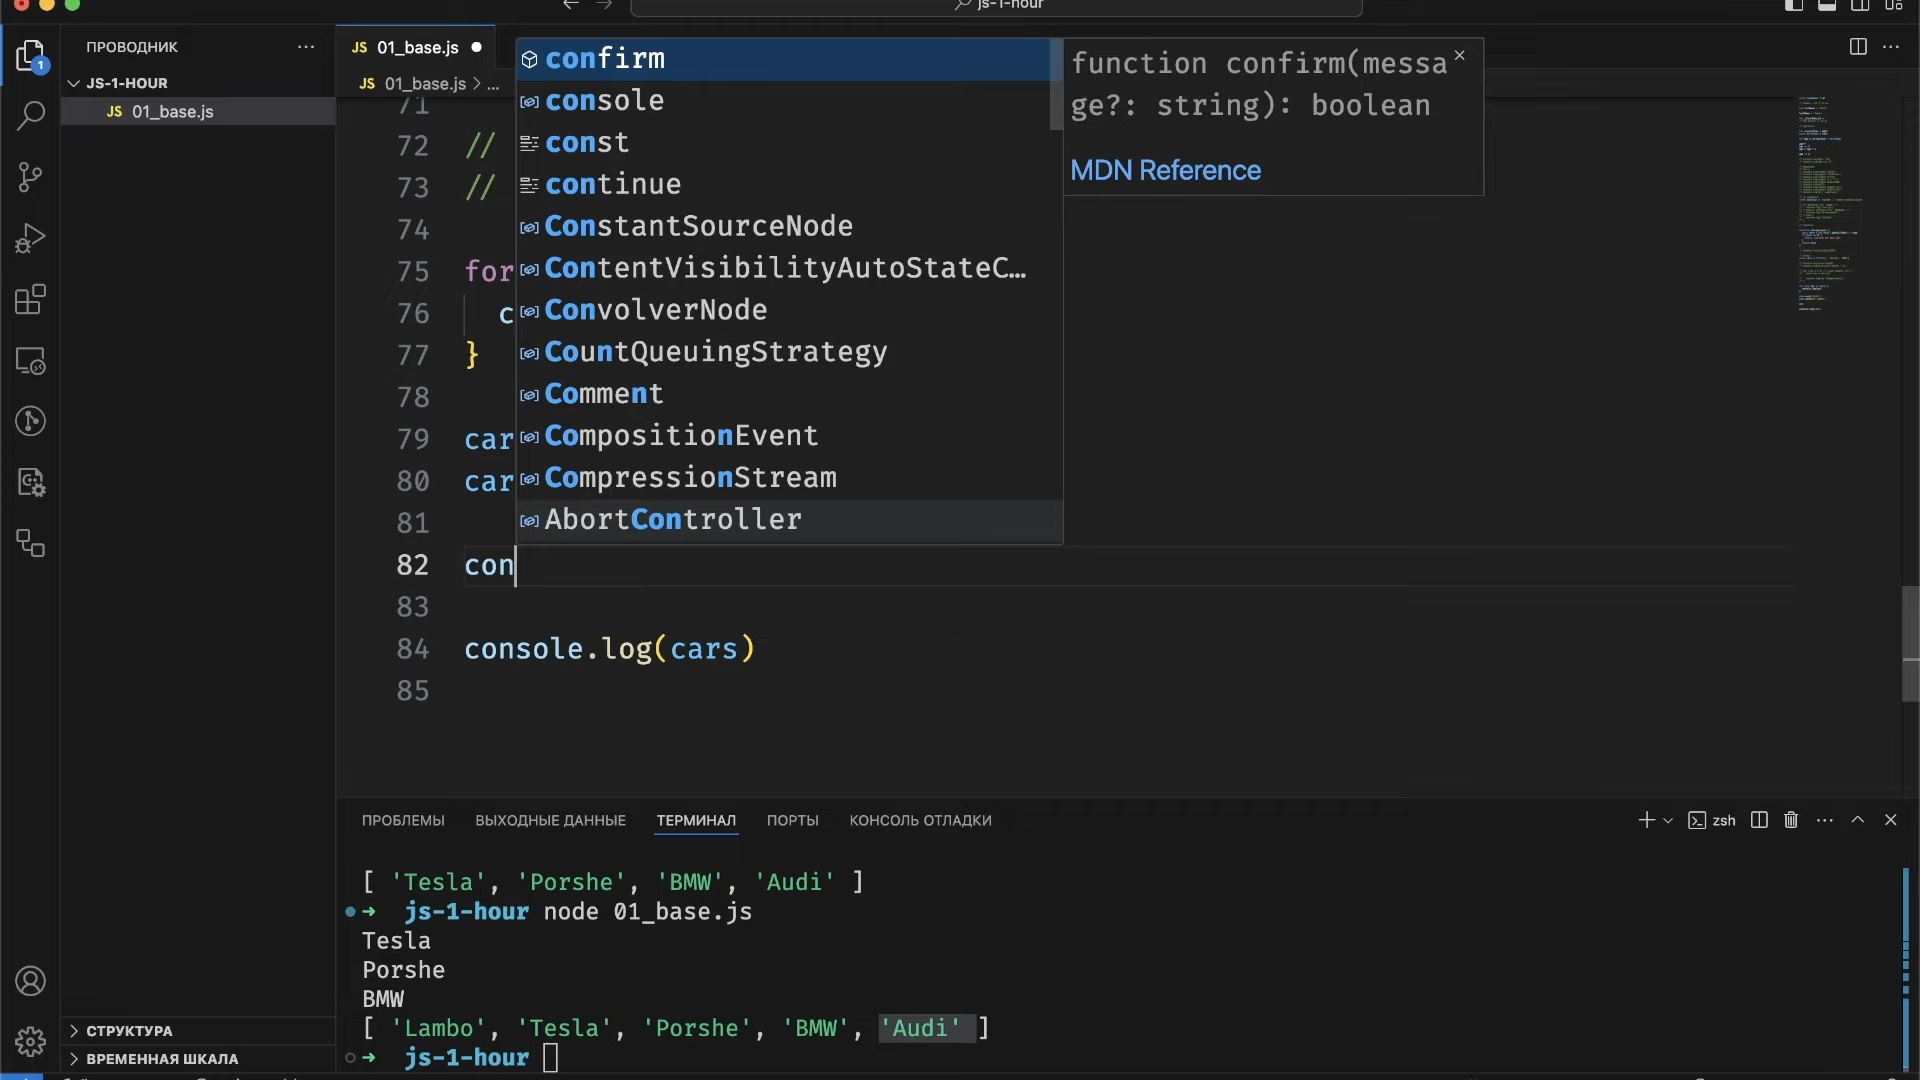 js-1-hour
ПРОВОДНИК
JS 01_base.js
JS-1-HOUR
JS 01_base.js > ...
JS 01_base.js
1
71
72 //
73 //
74
75 for
76 c
77 }
78
79 car
80 car
81
82 con
83
84 console.log(cars)
85
confirm
console
const
continue
ConstantSourceNode
ContentVisibilityAutoStateC…
ConvolverNode
CountQueuingStrategy
Comment
CompositionEvent
CompressionStream
AbortController
function confirm(messa
ge?: string): boolean
MDN Reference
ПРОБЛЕМЫ ВЫХОДНЫЕ ДАННЫЕ ТЕРМИНАЛ ПОРТЫ КОНСОЛЬ ОТЛАДКИ
zsh
[ 'Tesla', 'Porshe', 'BMW', 'Audi' ]
➜ js-1-hour node 01_base.js
Tesla
Porshe
BMW
[ 'Lambo', 'Tesla', 'Porshe', 'BMW', 'Audi' ]
➜ js-1-hour
СТРУКТУРА
ВРЕМЕННАЯ ШКАЛА